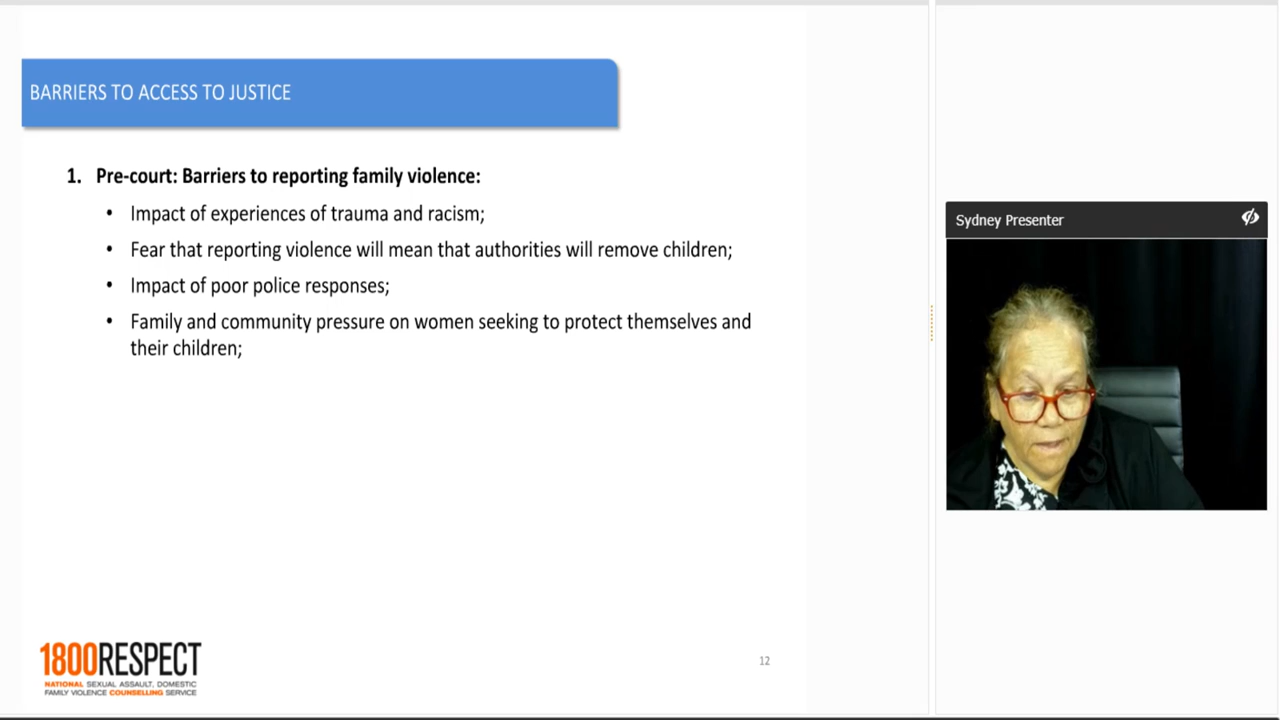 BARRIERS TO ACCESS TO JUSTICE
1. Pre-court: Barriers to reporting family violence:
• Impact of experiences of trauma and racism;
• Fear that reporting violence will mean that authorities will remove children;
• Impact of poor police responses;
• Family and community pressure on women seeking to protect themselves and
their children;
1800RESPECT
NATIONAL SEXUAL ASSAULT, DOMESTIC
FAMILY VIOLENCE COUNSELLING SERVICE
12
Sydney Presenter